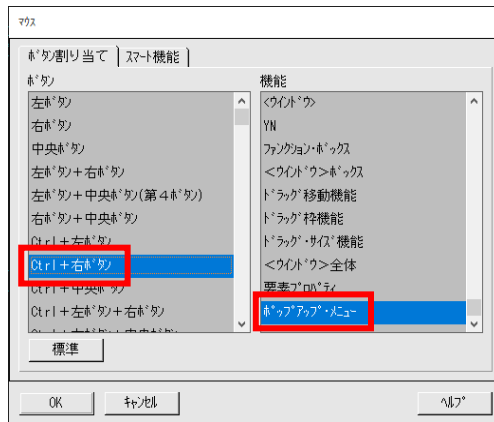 マウス
ボタン割り当て
スマート機能
ボタン
機能
左ボタン
右ボタン
中央ボタン
左ボタン+右ボタン
左ボタン+中央ボタン(第4ボタン)
右ボタン+中央ボタン
Ctrl+左ボタン
Ctrl+右ボタン
Ctrl+中央ボタン
Ctrl+左ボタン+右ボタン
<ウインドウ>
YN
ファンクション・ボックス
<ウインドウ>ボックス
ドラッグ移動機能
ドラッグ枠機能
ドラッグ・サイズ機能
<ウインドウ>全体
要素プロパティ
ポップアップ・メニュー
標準
OK
キャンセル
ヘルプ